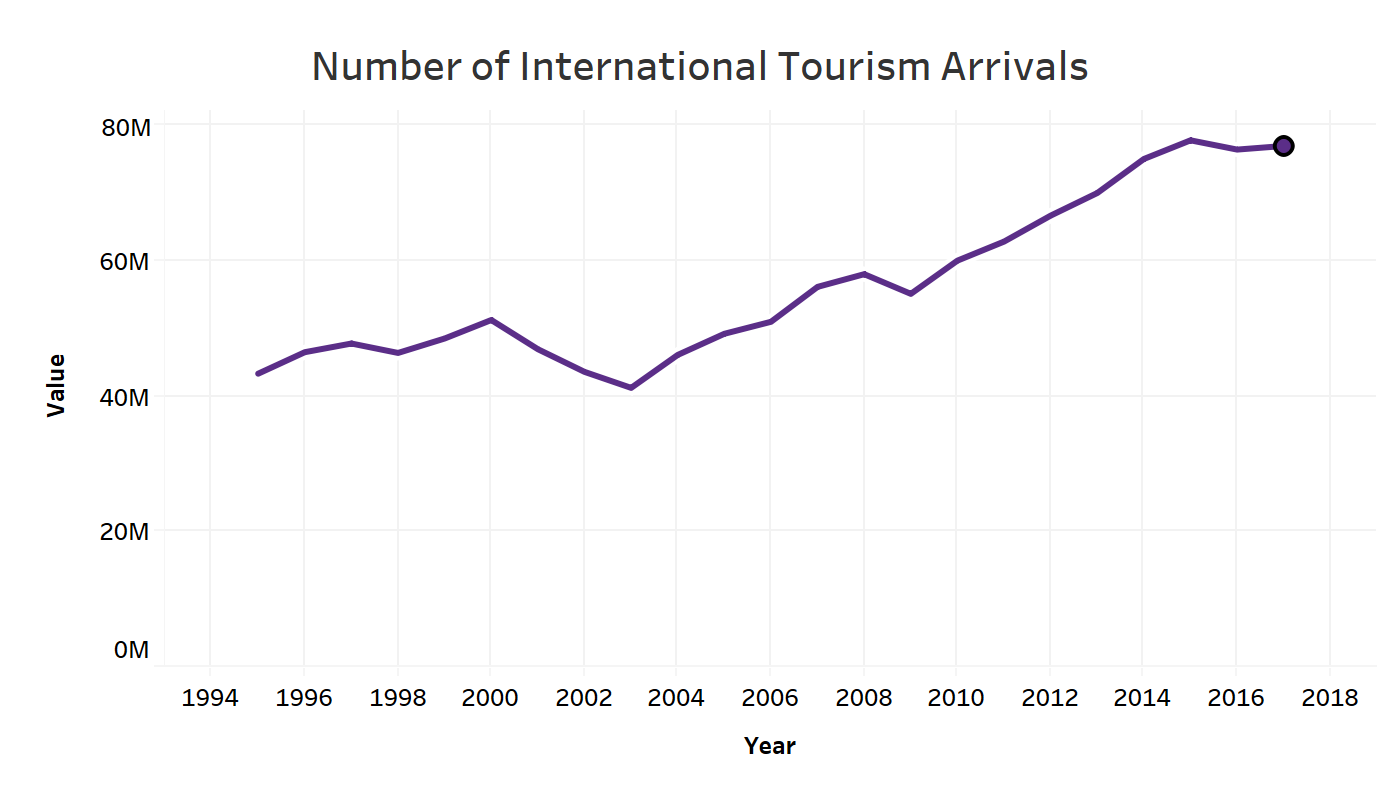 Number of International Tourism Arrivals
80M
60M
40M
20M
0M
Value
1994 1996 1998 2000 2002 2004 2006 2008 2010 2012 2014 2016 2018
Year